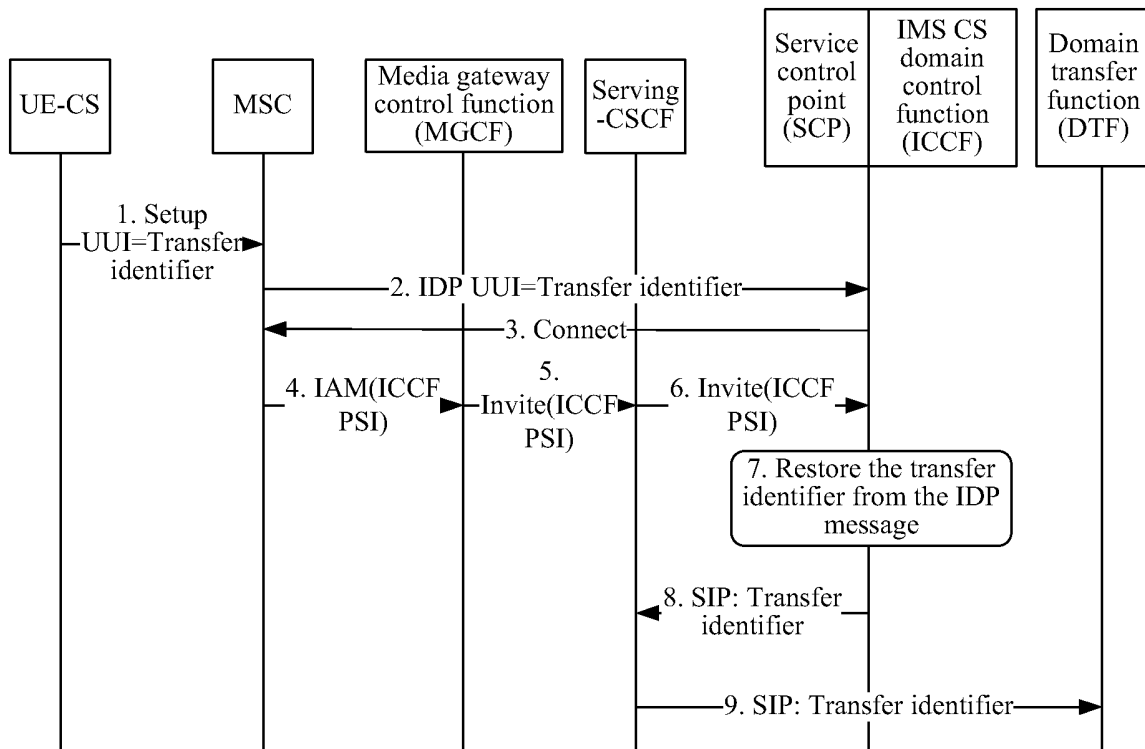 UE-CS
MSC
Media gateway
control function
(MGCF)
Serving
-CSCF
Service
control
point
(SCP)
IMS CS
domain
control
function
(ICCF)
Domain
transfer
function
(DTF)
1. Setup
UUI=Transfer
identifier
2. IDP UUI=Transfer identifier
3. Connect
4. IAM(ICCF
PSI)
5.
Invite(ICCF
PSI)
6. Invite(ICCF
PSI)
7. Restore the transfer
identifier from the IDP
message
8. SIP: Transfer
identifier
9. SIP: Transfer identifier